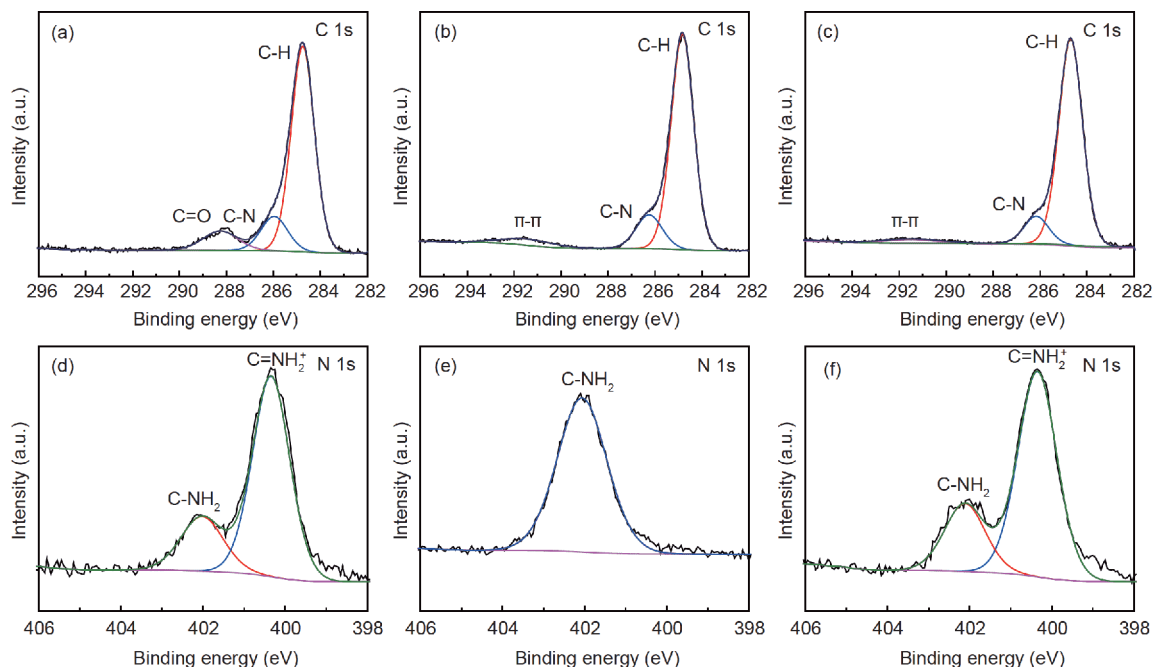 (a) C 1s
C-H
C=O C-N
Intensity (a.u.)
296 294 292 290 288 286 284 282
Binding energy (eV)
(b) C 1s
C-H
C-N
π-π
Intensity (a.u.)
296 294 292 290 288 286 284 282
Binding energy (eV)
(c) C 1s
C-H
C-N
π-π
Intensity (a.u.)
296 294 292 290 288 286 284 282
Binding energy (eV)
(d) C=NH₂⁺ N 1s
C-NH₂
Intensity (a.u.)
406 404 402 400 398
Binding energy (eV)
(e) N 1s
C-NH₂
Intensity (a.u.)
406 404 402 400 398
Binding energy (eV)
(f) C=NH₂⁺ N 1s
C-NH₂
Intensity (a.u.)
406 404 402 400 398
Binding energy (eV)